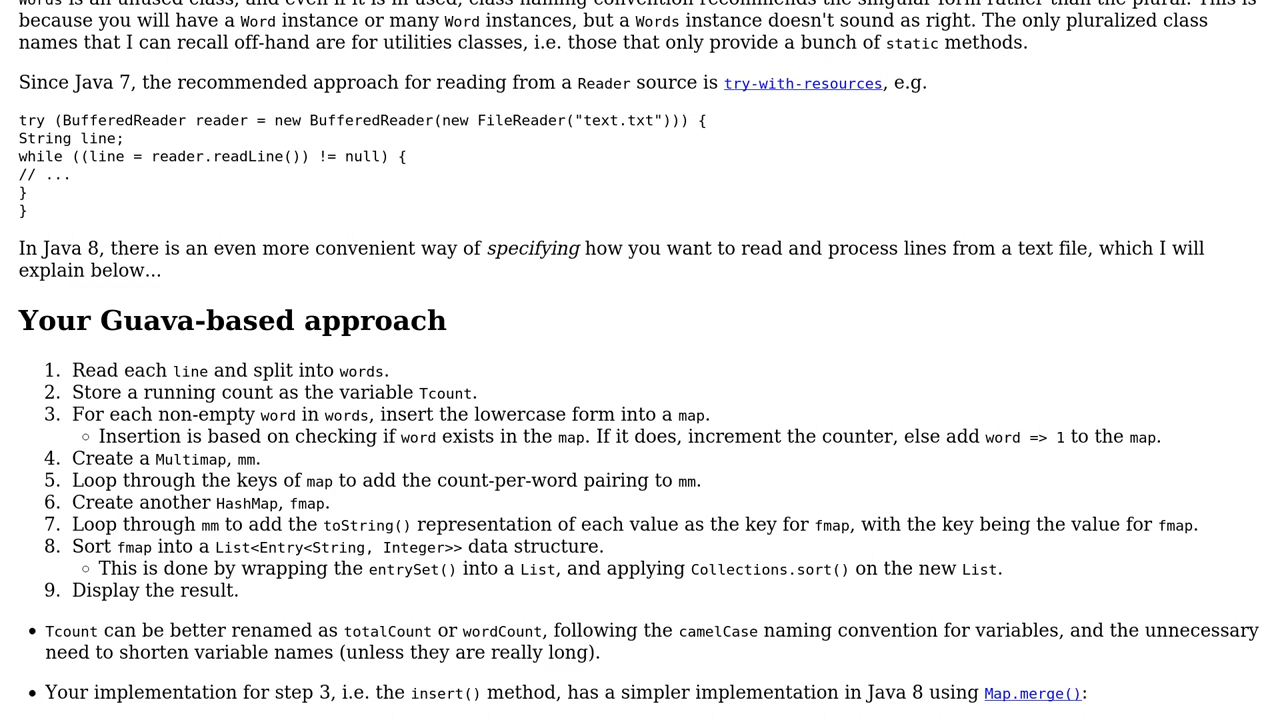 Words is an unused class, and even if it is in used, class naming convention recommends the singular form rather than the plural. This is
because you will have a Word instance or many Word instances, but a Words instance doesn't sound as right. The only pluralized class
names that I can recall off-hand are for utilities classes, i.e. those that only provide a bunch of static methods.
Since Java 7, the recommended approach for reading from a Reader source is try-with-resources, e.g.
try (BufferedReader reader = new BufferedReader(new FileReader("text.txt"))) {
String line;
while ((line = reader.readLine()) != null) {
// ...
}
}
In Java 8, there is an even more convenient way of specifying how you want to read and process lines from a text file, which I will
explain below...
Your Guava-based approach
1. Read each line and split into words.
2. Store a running count as the variable Tcount.
3. For each non-empty word in words, insert the lowercase form into a map.
◦ Insertion is based on checking if word exists in the map. If it does, increment the counter, else add word => 1 to the map.
4. Create a Multimap, mm.
5. Loop through the keys of map to add the count-per-word pairing to mm.
6. Create another HashMap, fmap.
7. Loop through mm to add the toString() representation of each value as the key for fmap, with the key being the value for fmap.
8. Sort fmap into a List<Entry<String, Integer>> data structure.
◦ This is done by wrapping the entrySet() into a List, and applying Collections.sort() on the new List.
9. Display the result.
• Tcount can be better renamed as totalCount or wordCount, following the camelCase naming convention for variables, and the unnecessary
need to shorten variable names (unless they are really long).
• Your implementation for step 3, i.e. the insert() method, has a simpler implementation in Java 8 using Map.merge():